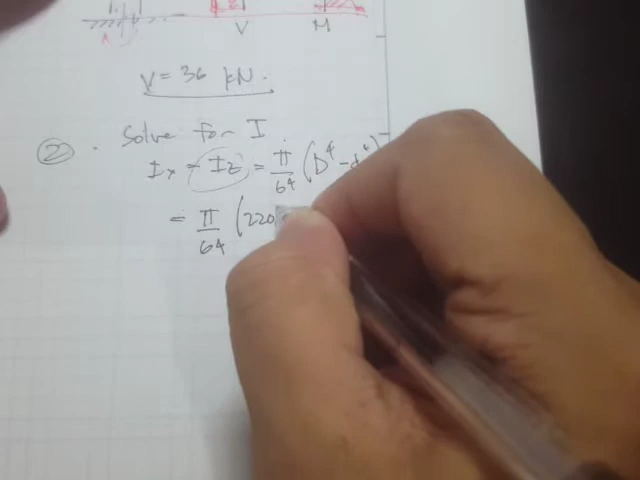 V M
V = 36 kN.
② . Solve for I
Ix = Iz = π/64 (D⁴ - d⁴)
= π/64 (220